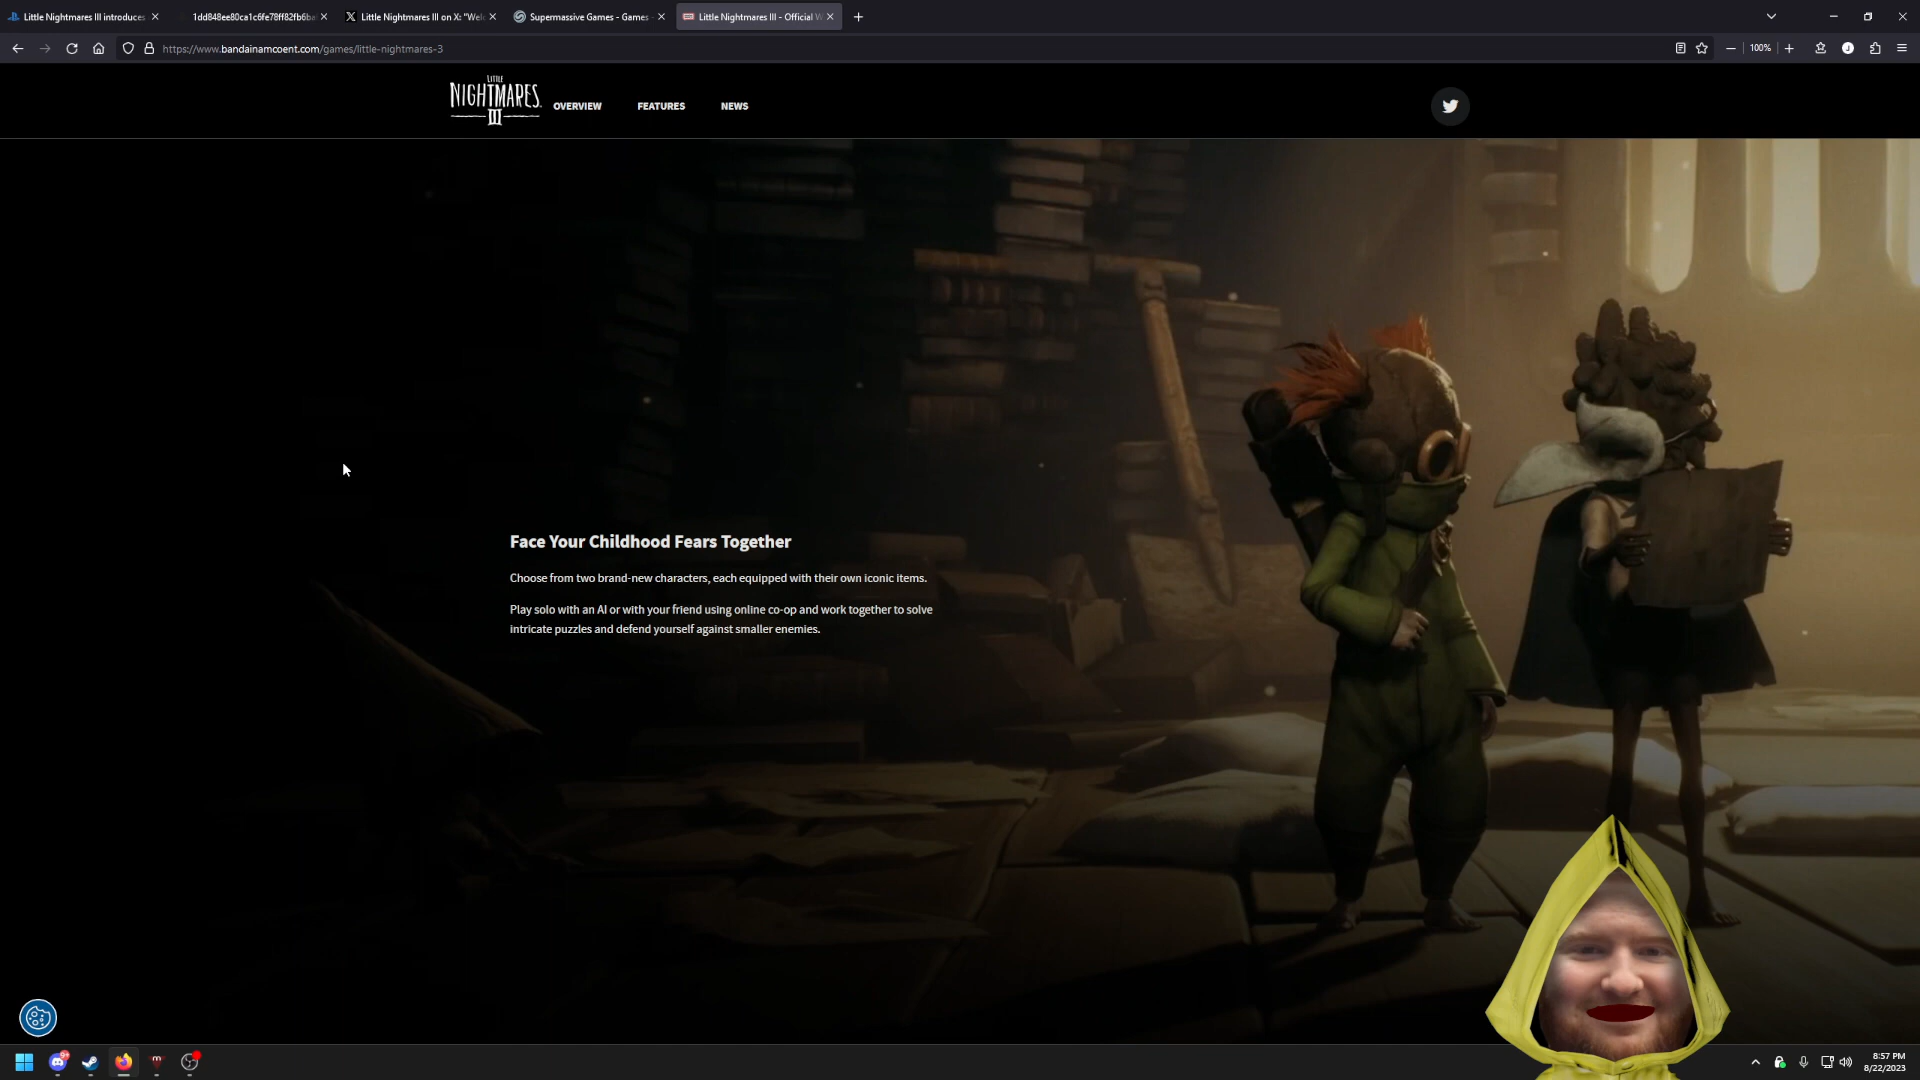 Little Nightmares III introduces
1dd848ee80ca1c6fe78ff82fb6ba
Little Nightmares III on X: "Welc
Supermassive Games - Games -
Little Nightmares III - Official W
https://www.bandainamcoent.com/games/little-nightmares-3
100%
LITTLE
NIGHTMARES
III
OVERVIEW
FEATURES
NEWS
Face Your Childhood Fears Together
Choose from two brand-new characters, each equipped with their own iconic items.
Play solo with an AI or with your friend using online co-op and work together to solve
intricate puzzles and defend yourself against smaller enemies.
8:57 PM
8/22/2023